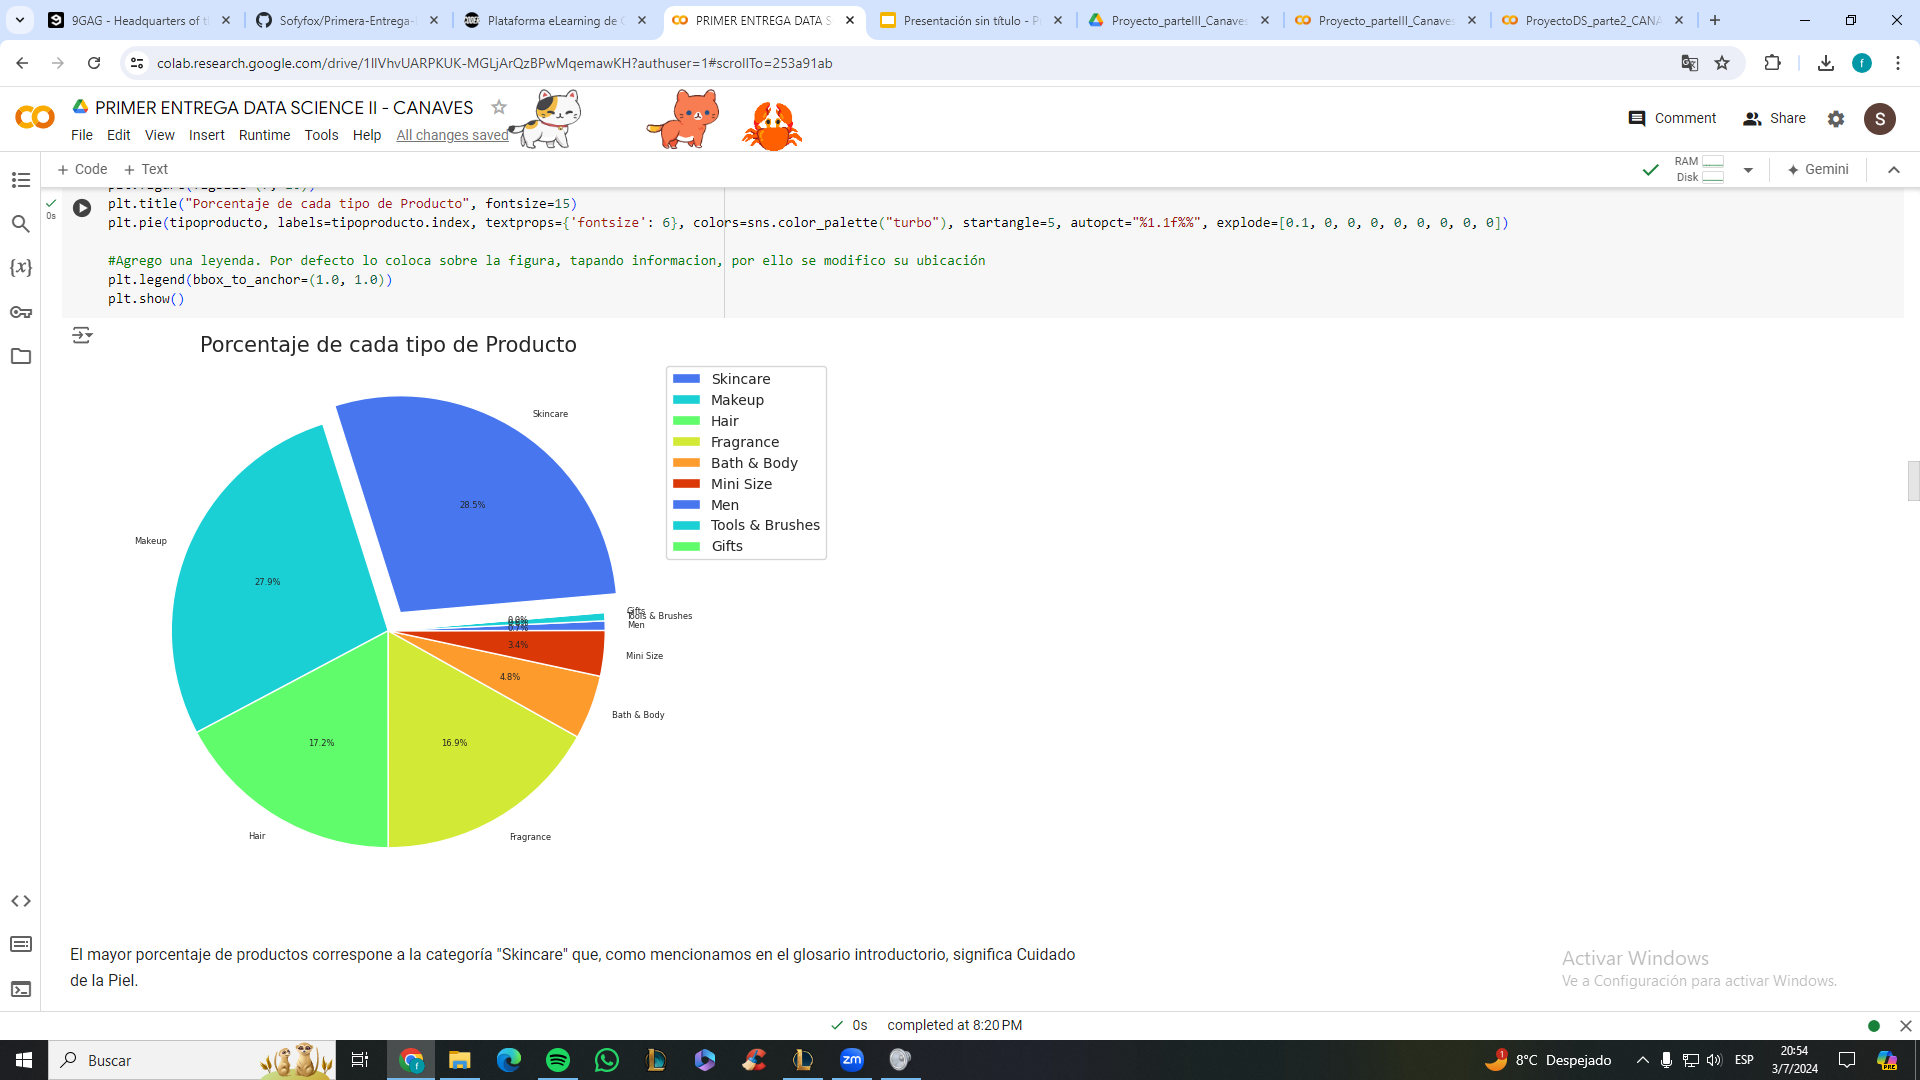 9GAG - Headquarters of t
Sofyfox/Primera-Entrega-
Plataforma eLearning de
PRIMER ENTREGA DATA S
Presentación sin título - P
Proyecto_parteIII_Canaves
Proyecto_parteIII_Canaves
ProyectoDS_parte2_CANA
colab.research.google.com/drive/1IIVhvUARPKUK-MGLjArQzBPwMqemawKH?authuser=1#scrollTo=253a91ab
f
PRIMER ENTREGA DATA SCIENCE II - CANAVES
File Edit View Insert Runtime Tools Help All changes saved
Comment
Share
S
+ Code + Text
RAM
Disk
Gemini
0s
plt.title("Porcentaje de cada tipo de Producto", fontsize=15)
plt.pie(tipoproducto, labels=tipoproducto.index, textprops={'fontsize': 6}, colors=sns.color_palette("turbo"), startangle=5, autopct="%1.1f%%", explode=[0.1, 0, 0, 0, 0, 0, 0, 0, 0])
#Agrego una leyenda. Por defecto lo coloca sobre la figura, tapando informacion, por ello se modifico su ubicación
plt.legend(bbox_to_anchor=(1.0, 1.0))
plt.show()
Porcentaje de cada tipo de Producto
Skincare
Makeup
Hair
Fragrance
Bath & Body
Mini Size
Men
Tools & Brushes
Gifts
Skincare
28.5%
Makeup
27.9%
Gifts
Tools & Brushes
Men
3.4%
Mini Size
4.8%
Bath & Body
17.2%
16.9%
Hair
Fragrance
El mayor porcentaje de productos correspone a la categoría "Skincare" que, como mencionamos en el glosario introductorio, significa Cuidado
de la Piel.
Activar Windows
Ve a Configuración para activar Windows.
0s completed at 8:20 PM
Buscar
zm
1
8°C Despejado
ESP
20:54
3/7/2024